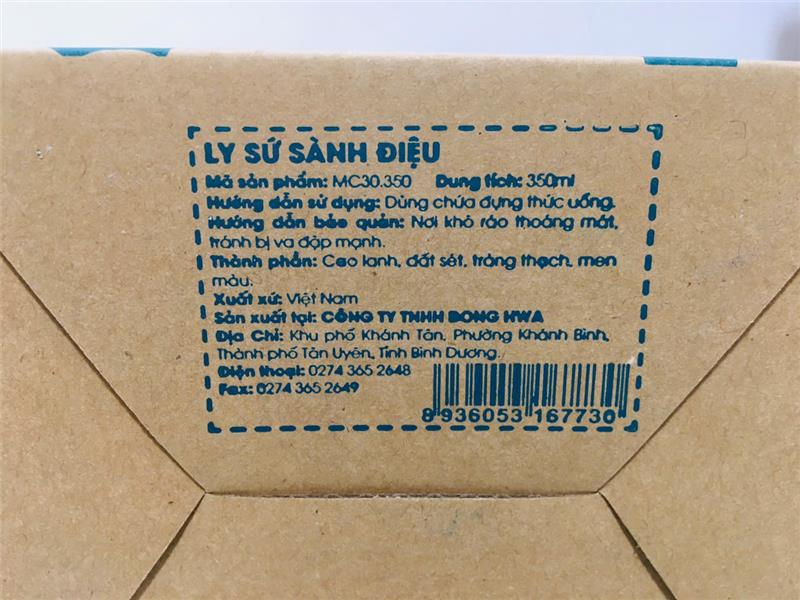 LY SỨ SÀNH ĐIỆU
Mã sản phẩm: MC30.350 Dung tích: 350ml
Hướng dẫn sử dụng: Dùng chứa đựng thức uống.
Hướng dẫn bảo quản: Nơi khô ráo thoáng mát,
tránh bị va đập mạnh.
Thành phần: Cao lanh, đất sét, tràng thạch, men
màu.
Xuất xứ: Việt Nam
Sản xuất tại: CÔNG TY TNHH DONG HWA
Địa Chỉ: Khu phố Khánh Tân, Phường Khánh Bình,
Thành phố Tân Uyên, Tỉnh Bình Dương.
Điện thoại: 0274 365 2648
Fax: 0274 365 2649
8 936053 167730